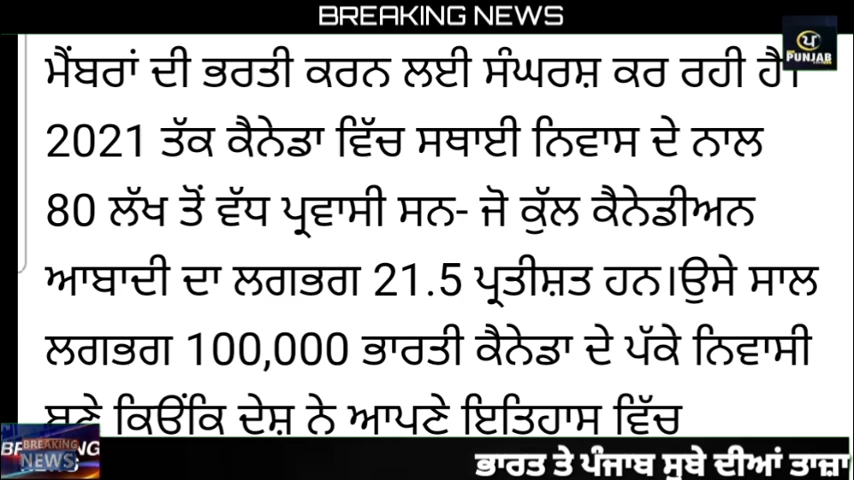 BREAKING NEWS
ਪ
PUNJAB
ਮੈਂਬਰਾਂ ਦੀ ਭਰਤੀ ਕਰਨ ਲਈ ਸੰਘਰਸ਼ ਕਰ ਰਹੀ ਹੈ।
2021 ਤੱਕ ਕੈਨੇਡਾ ਵਿੱਚ ਸਥਾਈ ਨਿਵਾਸ ਦੇ ਨਾਲ
80 ਲੱਖ ਤੋਂ ਵੱਧ ਪ੍ਰਵਾਸੀ ਸਨ- ਜੋ ਕੁੱਲ ਕੈਨੇਡੀਅਨ
ਆਬਾਦੀ ਦਾ ਲਗਭਗ 21.5 ਪ੍ਰਤੀਸ਼ਤ ਹਨ।ਉਸੇ ਸਾਲ
ਲਗਭਗ 100,000 ਭਾਰਤੀ ਕੈਨੇਡਾ ਦੇ ਪੱਕੇ ਨਿਵਾਸੀ
ਬਣੇ ਕਿਉਂਕਿ ਦੇਸ਼ ਨੇ ਆਪਣੇ ਇਤਿਹਾਸ ਵਿੱਚ
BREAKING
NEWS
ਭਾਰਤ ਤੇ ਪੰਜਾਬ ਸੂਬੇ ਦੀਆਂ ਤਾਜ਼ਾ